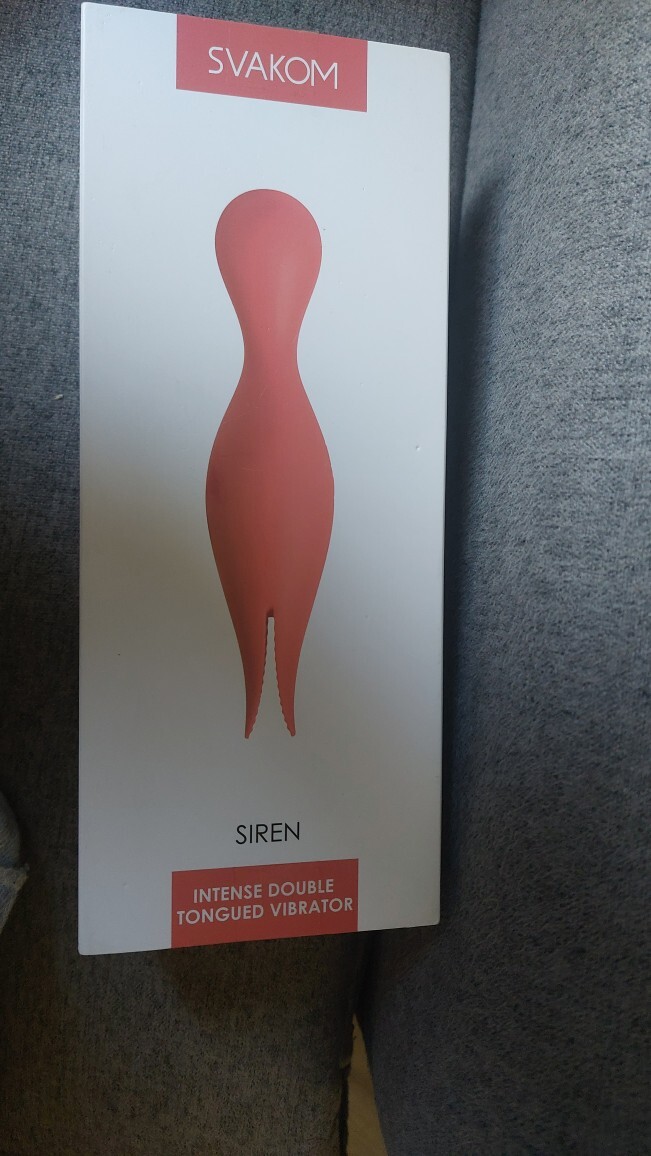 SVAKOM
SIREN
INTENSE DOUBLE
TONGUED VIBRATOR